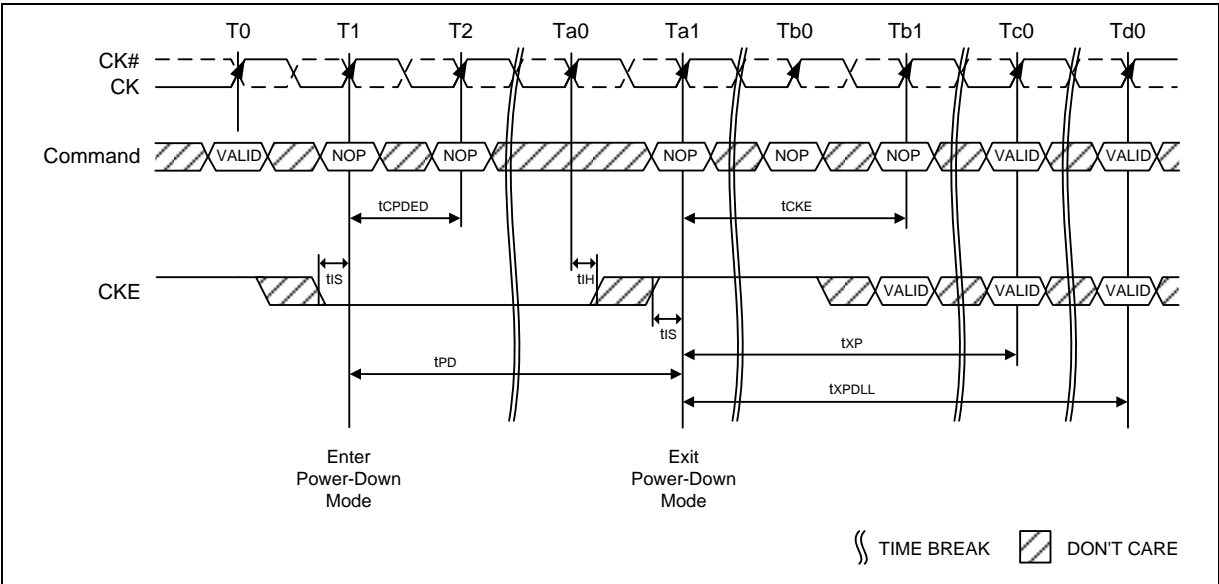 T0 T1 T2 Ta0 Ta1 Tb0 Tb1 Tc0 Td0
CK#
CK
Command VALID NOP NOP NOP NOP NOP VALID VALID
tCPDED tCKE
tIS tIH
CKE VALID VALID VALID
tIS
tXP
tPD
tXPDLL
Enter
Power-Down
Mode
Exit
Power-Down
Mode
TIME BREAK DON'T CARE